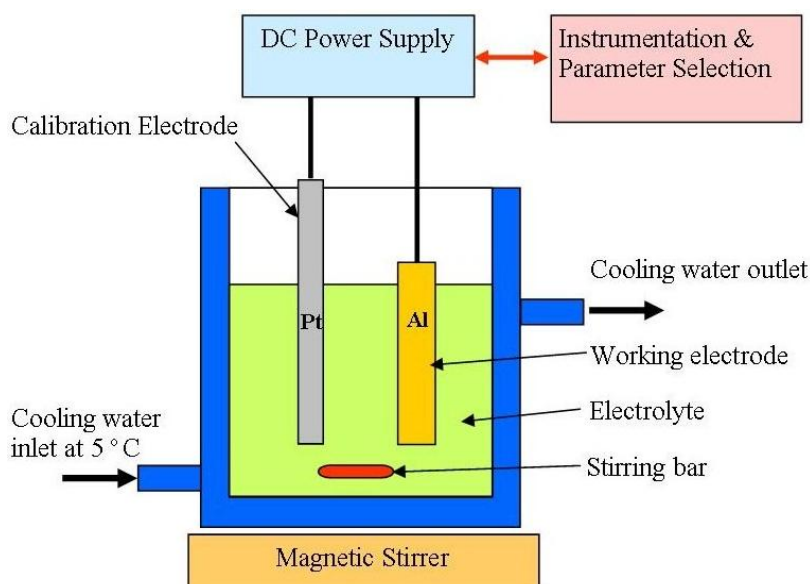 DC Power Supply
Instrumentation &
Parameter Selection
Calibration Electrode
Cooling water outlet
Pt
Al
Working electrode
Cooling water
inlet at 5 °C
Electrolyte
Stirring bar
Magnetic Stirrer